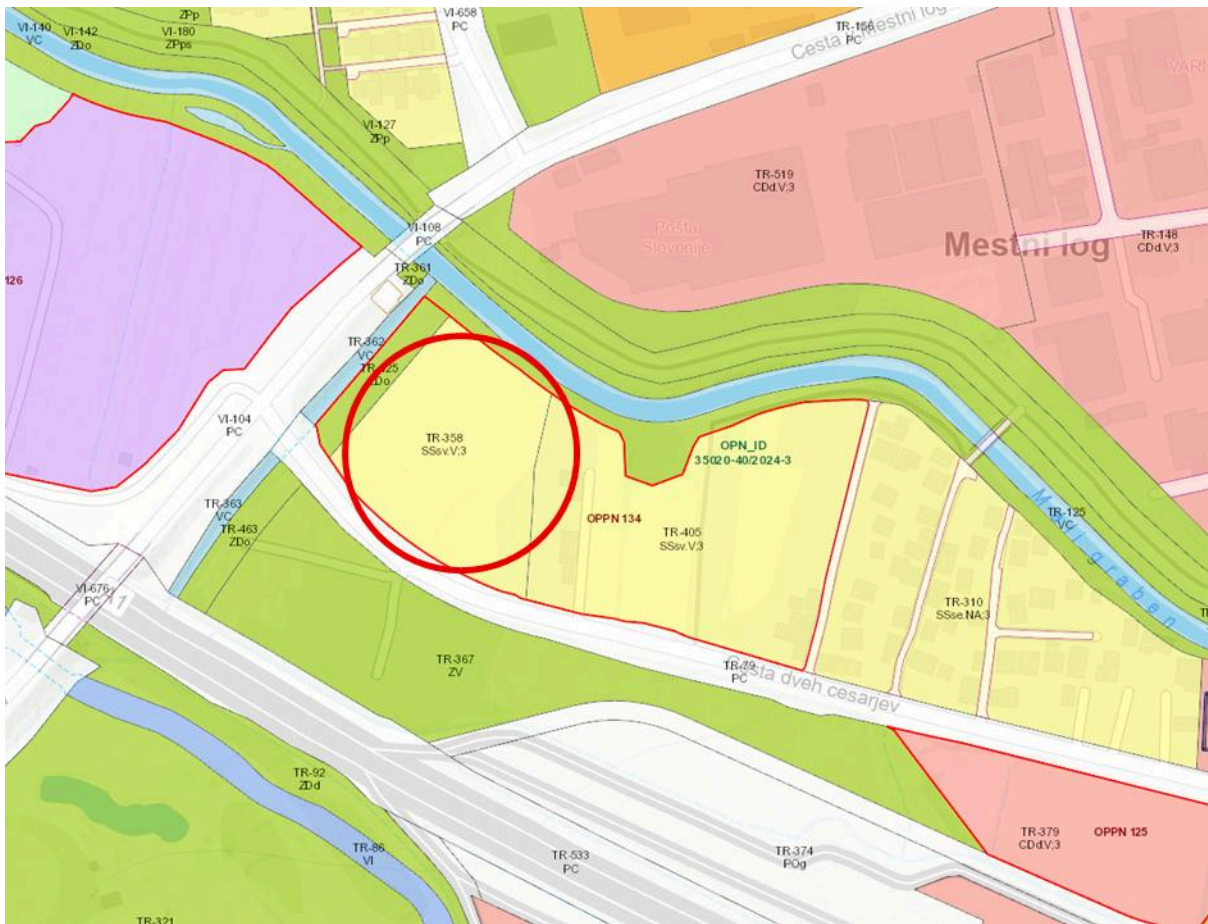 ZPp
VI-140
VC
VI-142
ZDo
VI-180
ZPps
VI-658
PC
TR-156
PC
Cesta v Mestni log
VARI
VI-127
ZPp
TR-519
CDd.V;3
Pošta
Slovenije
Mestni log
TR-148
CDd.V;3
VI-108
PC
TR-361
ZDo
126
TR-362
VC
TR-425
ZDo
VI-104
PC
TR-358
SSsv.V;3
OPN_ID
35020-40/2024-3
OPPN 134
TR-405
SSsv.V;3
TR-363
VC
TR-463
ZDo
TR-125
VC
Mali graben
VI-676
PC
TR-310
SSse.NA;3
TR-367
ZV
TR-79
PC
Cesta dveh cesarjev
TR-92
ZDd
TR-86
VI
TR-533
PC
TR-374
POg
TR-379
CDd.V;3
OPPN 125
TR-321